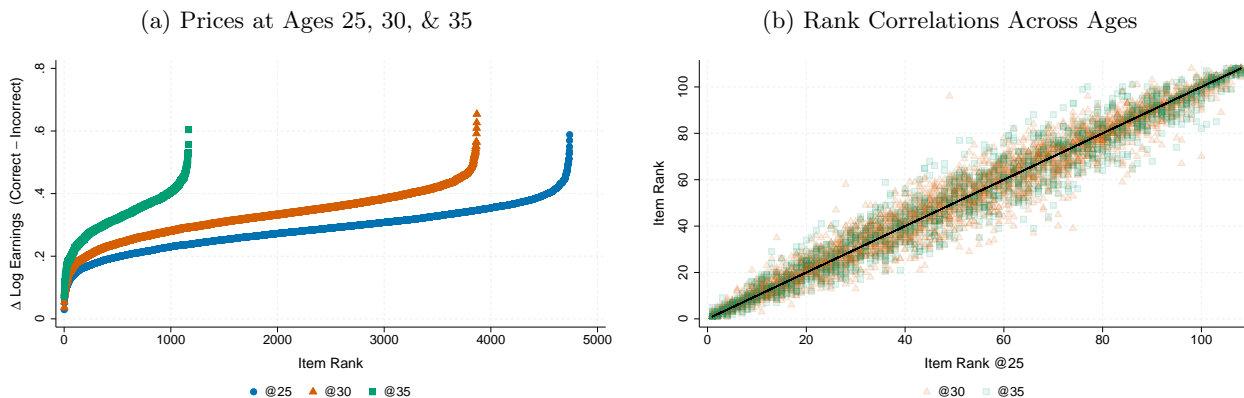 (a) Prices at Ages 25, 30, & 35
Δ Log Earnings (Correct – Incorrect)
.8
.6
.4
.2
0
0 1000 2000 3000 4000 5000
Item Rank
@25 @30 @35
(b) Rank Correlations Across Ages
Item Rank
100
80
60
40
20
0
0 20 40 60 80 100
Item Rank @25
@30 @35